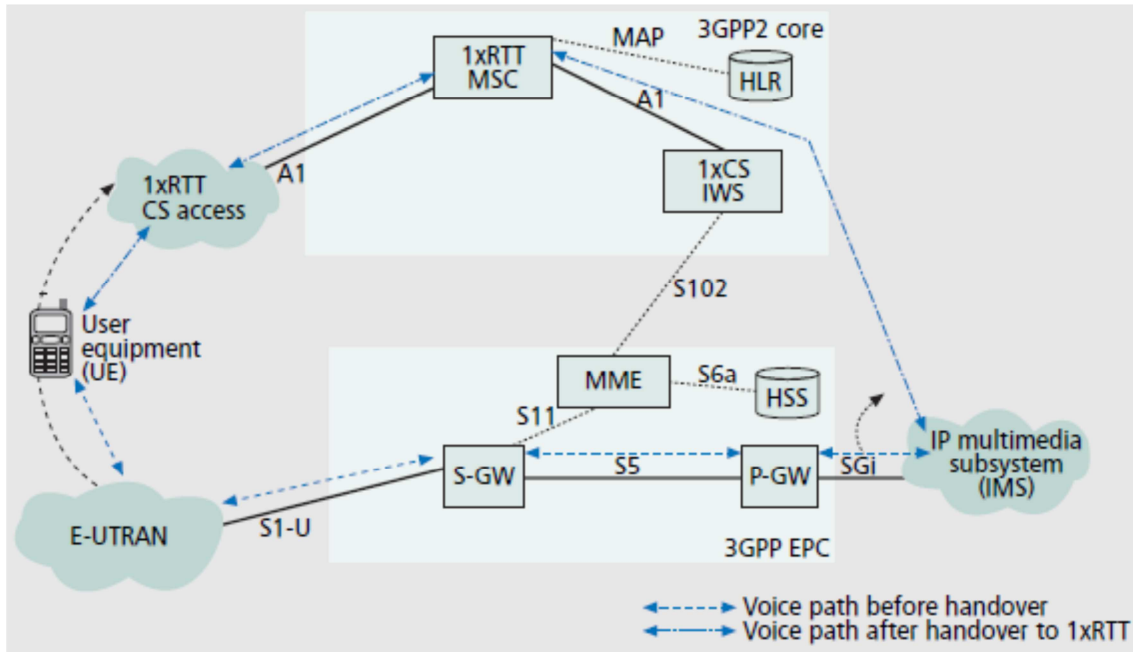 3GPP2 core
MAP
1xRTT
MSC
HLR
A1
A1
1xCS
IWS
1xRTT
CS access
S102
User
equipment
(UE)
MME
S6a
HSS
S11
IP multimedia
subsystem
(IMS)
S-GW
S5
P-GW
SGi
E-UTRAN
S1-U
3GPP EPC
Voice path before handover
Voice path after handover to 1xRTT